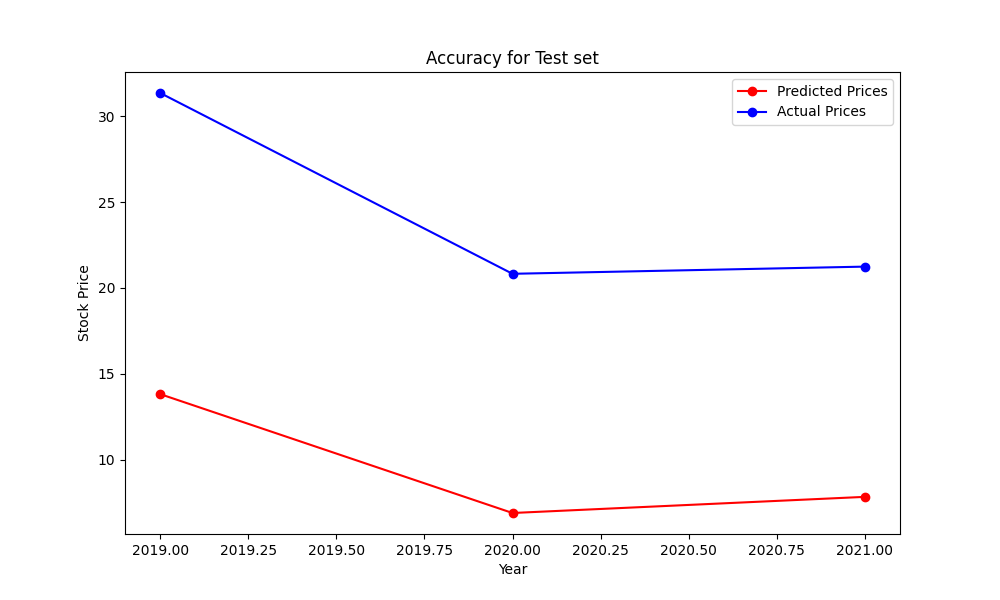 Accuracy for Test set
Predicted Prices
Actual Prices
30
25
20
15
10
Stock Price
2019.00 2019.25 2019.50 2019.75 2020.00 2020.25 2020.50 2020.75 2021.00
Year